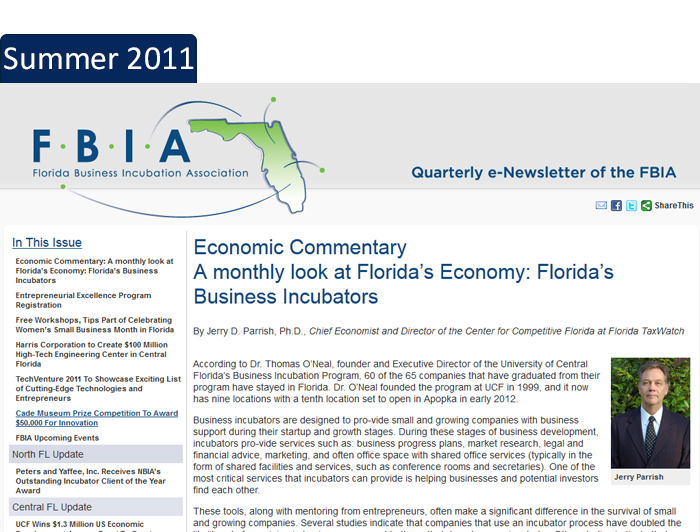 Summer 2011
F·B·I·A
Florida Business Incubation Association
Quarterly e-Newsletter of the FBIA
ShareThis
In This Issue
Economic Commentary: A monthly look at
Florida's Economy: Florida's Business
Incubators
Entrepreneurial Excellence Program
Registration
Free Workshops, Tips Part of Celebrating
Women's Small Business Month in Florida
Harris Corporation to Create $100 Million
High-Tech Engineering Center in Central
Florida
TechVenture 2011 To Showcase Exciting List
of Cutting-Edge Technologies and
Entrepreneurs
Cade Museum Prize Competition To Award
$50,000 For Innovation
FBIA Upcoming Events
North FL Update
Peters and Yaffee, Inc. Receives NBIA's
Outstanding Incubator Client of the Year
Award
Central FL Update
UCF Wins $1.3 Million US Economic
Economic Commentary
A monthly look at Florida's Economy: Florida's
Business Incubators
By Jerry D. Parrish, Ph.D., Chief Economist and Director of the Center for Competitive Florida at Florida TaxWatch
According to Dr. Thomas O'Neal, founder and Executive Director of the University of Central
Florida's Business Incubation Program, 60 of the 65 companies that have graduated from their
program have stayed in Florida. Dr. O'Neal founded the program at UCF in 1999, and it now
has nine locations with a tenth location set to open in Apopka in early 2012.
Business incubators are designed to pro-vide small and growing companies with business
support during their startup and growth stages. During these stages of business development,
incubators pro-vide services such as: business progress plans, market research, legal and
financial advice, marketing, and often office space with shared office services (typically in the
form of shared facilities and services, such as conference rooms and secretaries). One of the
most critical services that incubators can provide is helping businesses and potential investors
find each other.
Jerry Parrish
These tools, along with mentoring from entrepreneurs, often make a significant difference in the survival of small
and growing companies. Several studies indicate that companies that use an incubator process have doubled the